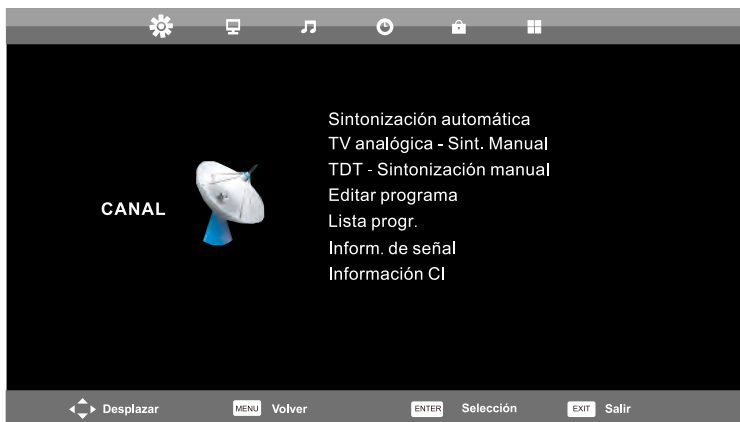 Sintonización automática
TV analógica - Sint. Manual
TDT - Sintonización manual
Editar programa
CANAL
Lista progr.
Inform. de señal
Información CI
Desplazar MENU Volver ENTER Selección EXIT Salir